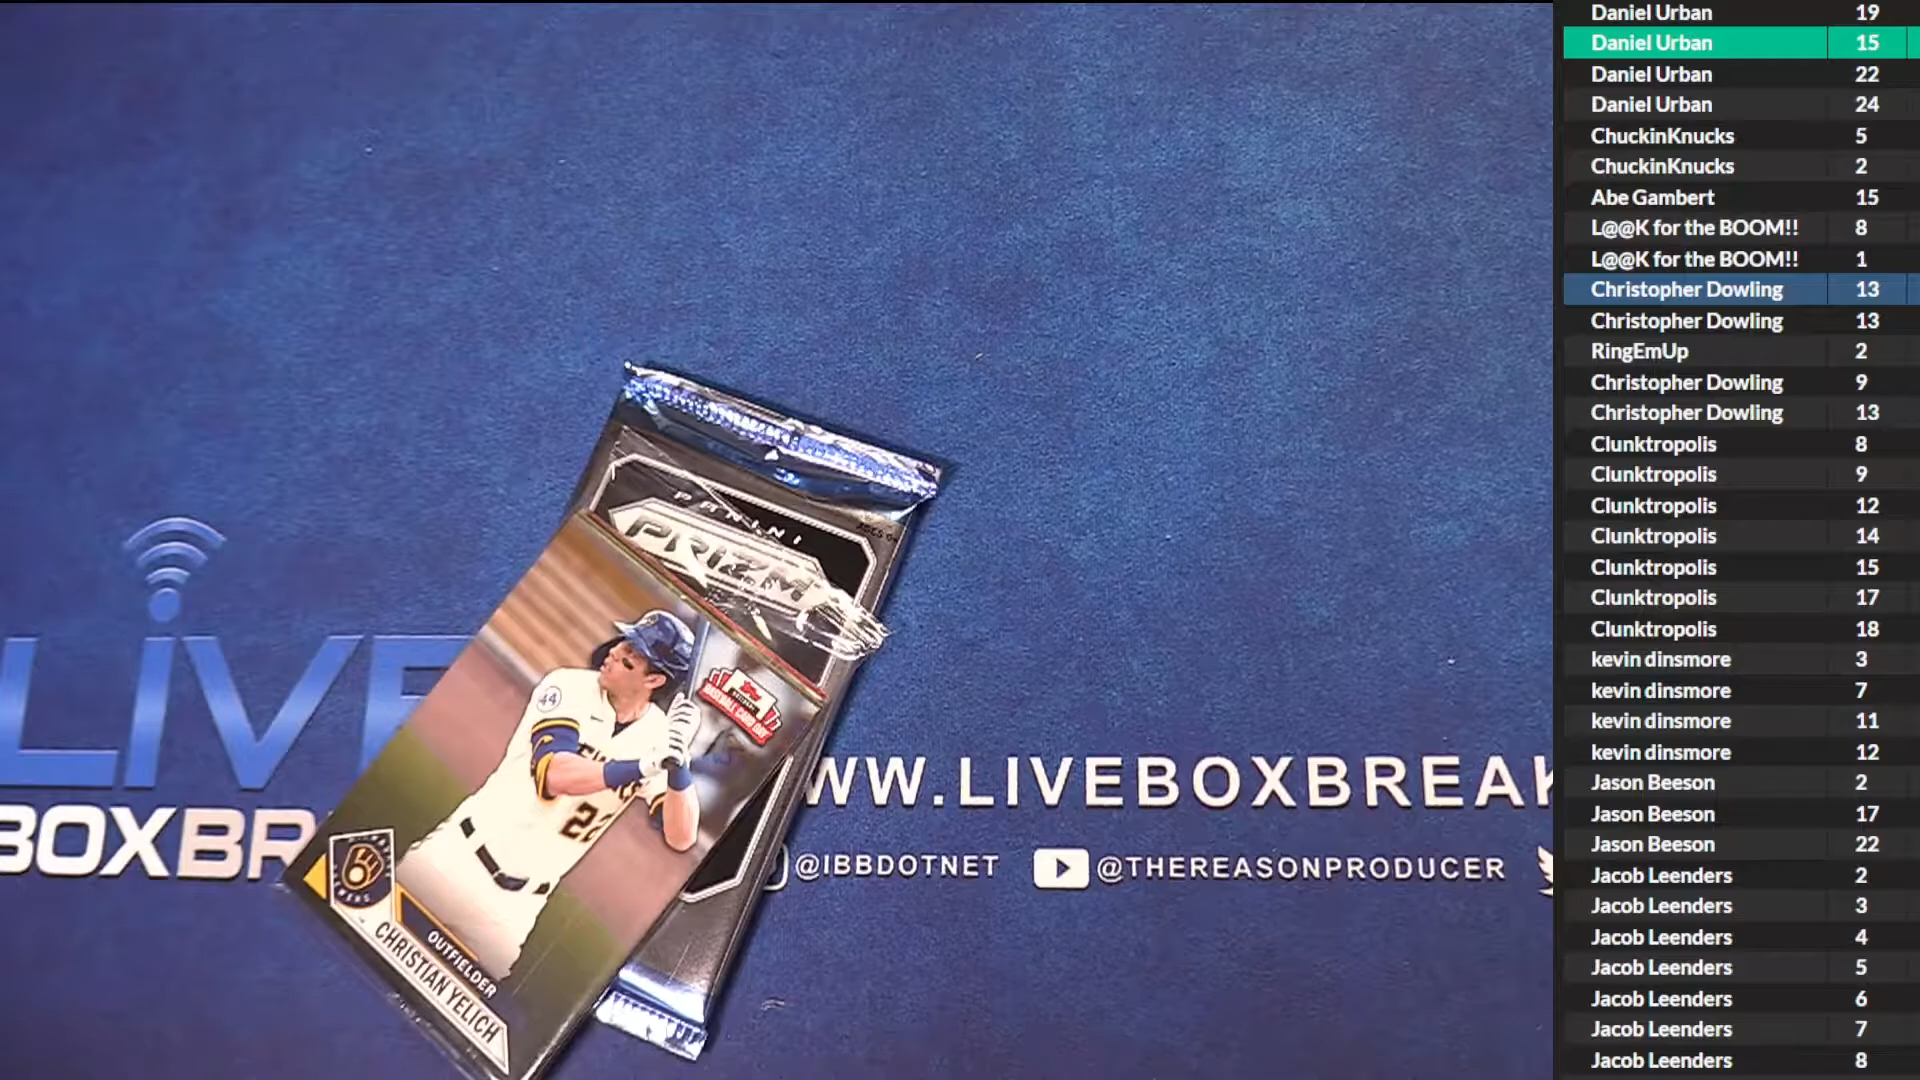 PANINI
PRIZM
44
BASEBALL CARD DAY
22
OUTFIELDER
CHRISTIAN YELICH
LIVE
BOXBR
WW.LIVEBOXBREAK
@IBBDOTNET
@THEREASONPRODUCER
Daniel Urban 19
Daniel Urban 15
Daniel Urban 22
Daniel Urban 24
ChuckinKnucks 5
ChuckinKnucks 2
Abe Gambert 15
L@@K for the BOOM!! 8
L@@K for the BOOM!! 1
Christopher Dowling 13
Christopher Dowling 13
RingEmUp 2
Christopher Dowling 9
Christopher Dowling 13
Clunktropolis 8
Clunktropolis 9
Clunktropolis 12
Clunktropolis 14
Clunktropolis 15
Clunktropolis 17
Clunktropolis 18
kevin dinsmore 3
kevin dinsmore 7
kevin dinsmore 11
kevin dinsmore 12
Jason Beeson 2
Jason Beeson 17
Jason Beeson 22
Jacob Leenders 2
Jacob Leenders 3
Jacob Leenders 4
Jacob Leenders 5
Jacob Leenders 6
Jacob Leenders 7
Jacob Leenders 8